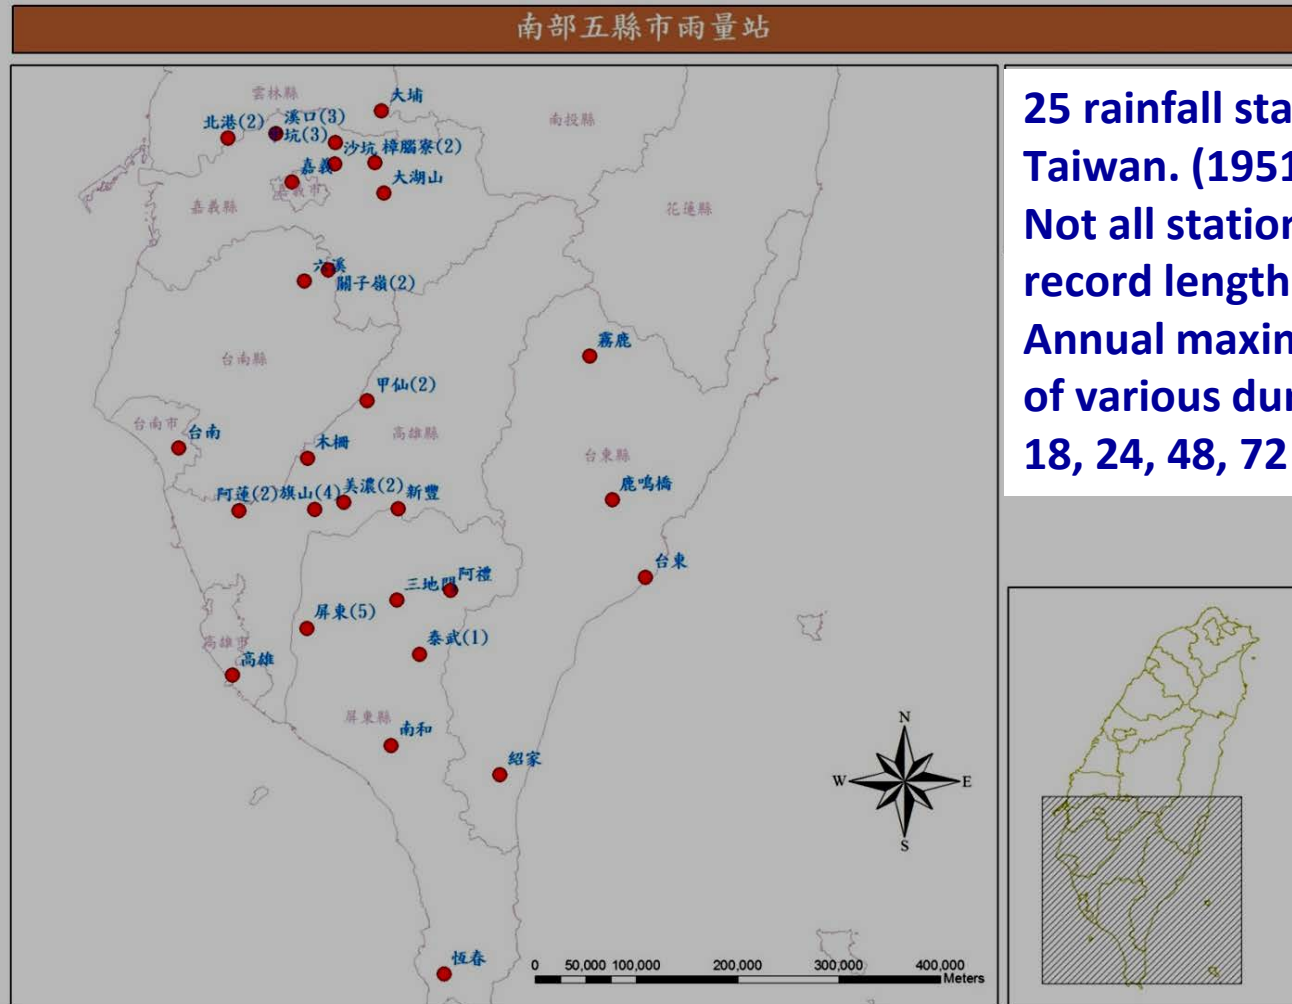 南部五縣市雨量站
25 rainfall sta
Taiwan. (1951
Not all station
record length
Annual maxim
of various dur
18, 24, 48, 72
雲林縣
大埔
南投縣
北港(2)
溪口(3)
坑(3)
沙坑
樟腦寮(2)
嘉義
大湖山
嘉義市
嘉義縣
花蓮縣
六溪
關子嶺(2)
霧鹿
台南縣
甲仙(2)
台南市
台南
木柵
高雄縣
台東縣
鹿鳴橋
阿蓮(2)
旗山(4)
美濃(2)
新豐
台東
三地門
阿禮
屏東(5)
泰武(1)
高雄市
高雄
屏東縣
南和
紹家
N
W
E
S
恆春
0 50,000 100,000 200,000 300,000 400,000
Meters